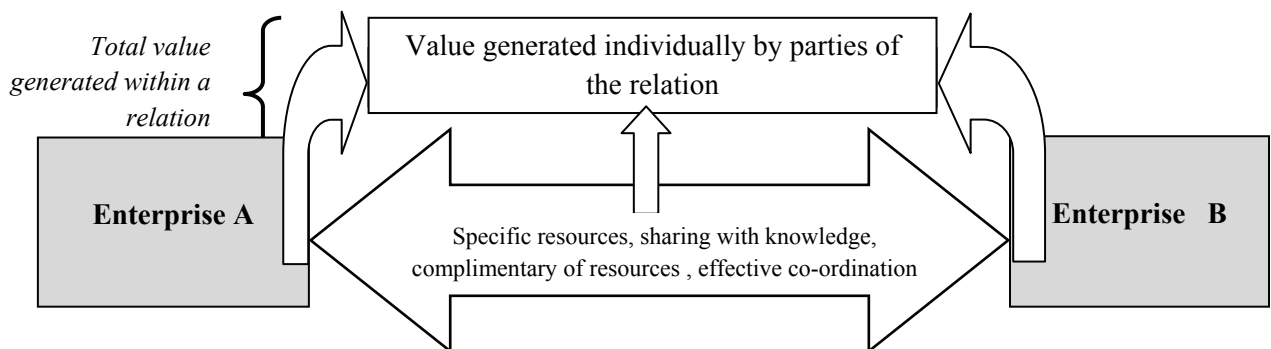 Total value
generated within a
relation
Value generated individually by parties of
the relation
Enterprise A
Enterprise B
Specific resources, sharing with knowledge,
complimentary of resources , effective co-ordination